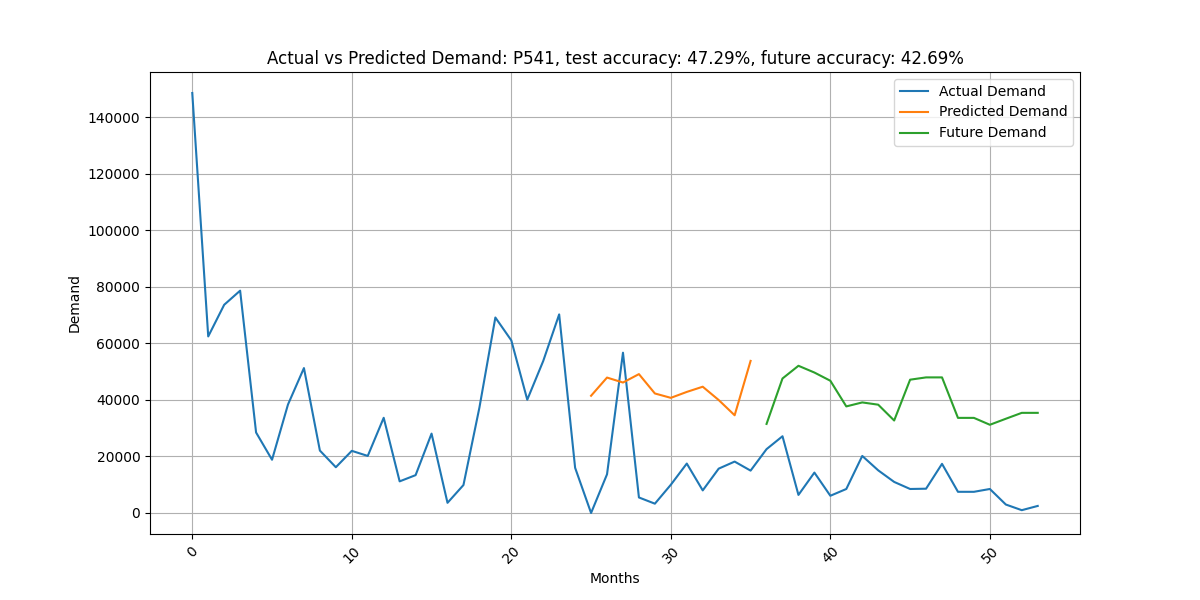 Actual vs Predicted Demand: P541, test accuracy: 47.29%, future accuracy: 42.69%
Actual Demand
Predicted Demand
Future Demand
140000
120000
100000
80000
60000
40000
20000
0
Demand
0
10
20
30
40
50
Months